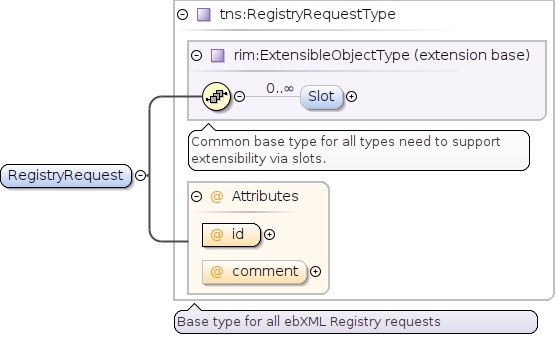 tns:RegistryRequestType
rim:ExtensibleObjectType (extension base)
0..∞
Slot
Common base type for all types need to support
extensibility via slots.
RegistryRequest
@ Attributes
@ id
@ comment
Base type for all ebXML Registry requests